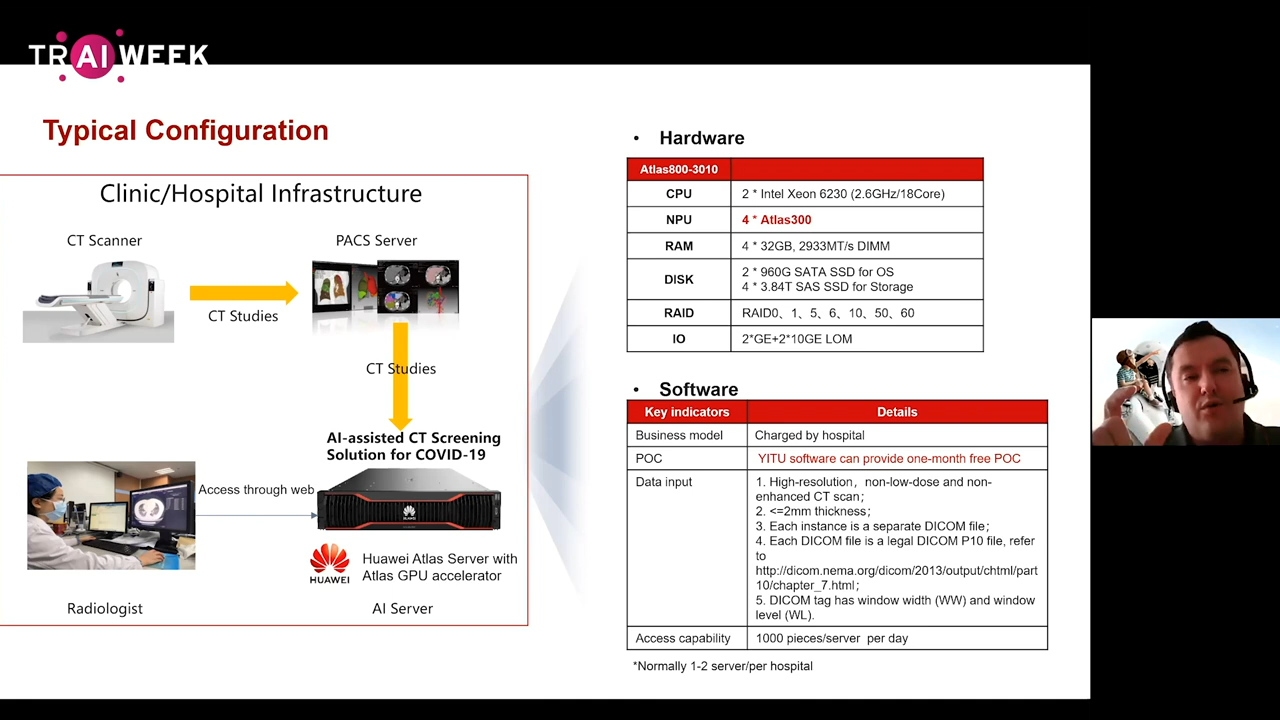 TRAI WEEK
Typical Configuration
Clinic/Hospital Infrastructure
CT Scanner
PACS Server
CT Studies
CT Studies
AI-assisted CT Screening
Solution for COVID-19
Access through web
HUAWEI
HUAWEI
Huawei Atlas Server with
Atlas GPU accelerator
Radiologist
AI Server
• Hardware
Atlas800-3010
CPU 2 * Intel Xeon 6230 (2.6GHz/18Core)
NPU 4 * Atlas300
RAM 4 * 32GB, 2933MT/s DIMM
DISK 2 * 960G SATA SSD for OS
4 * 3.84T SAS SSD for Storage
RAID RAID0、1、5、6、10、50、60
IO 2*GE+2*10GE LOM
• Software
Key indicators Details
Business model Charged by hospital
POC YITU software can provide one-month free POC
Data input 1. High-resolution，non-low-dose and non-
enhanced CT scan；
2. <=2mm thickness；
3. Each instance is a separate DICOM file；
4. Each DICOM file is a legal DICOM P10 file, refer
to
http://dicom.nema.org/dicom/2013/output/chtml/part
10/chapter_7.html；
5. DICOM tag has window width (WW) and window
level (WL).
Access capability 1000 pieces/server per day
*Normally 1-2 server/per hospital